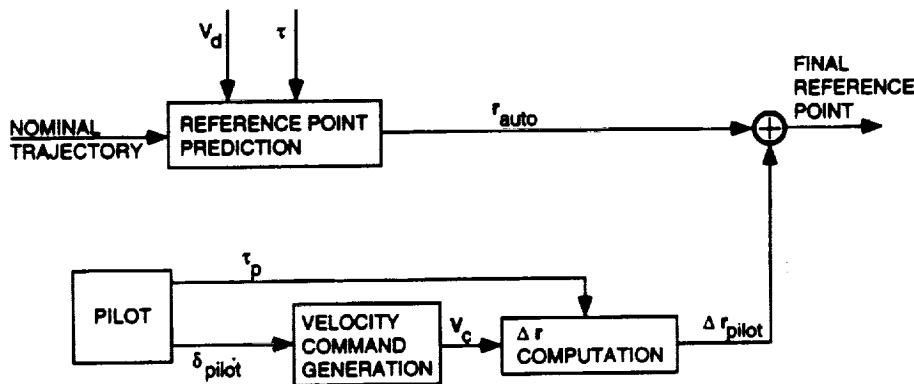 V_d
τ
FINAL
REFERENCE
POINT
NOMINAL
TRAJECTORY
REFERENCE POINT
PREDICTION
r_auto
+
τ_p
PILOT
VELOCITY
COMMAND
GENERATION
V_c
Δ r
COMPUTATION
Δ r_pilot
δ_pilot